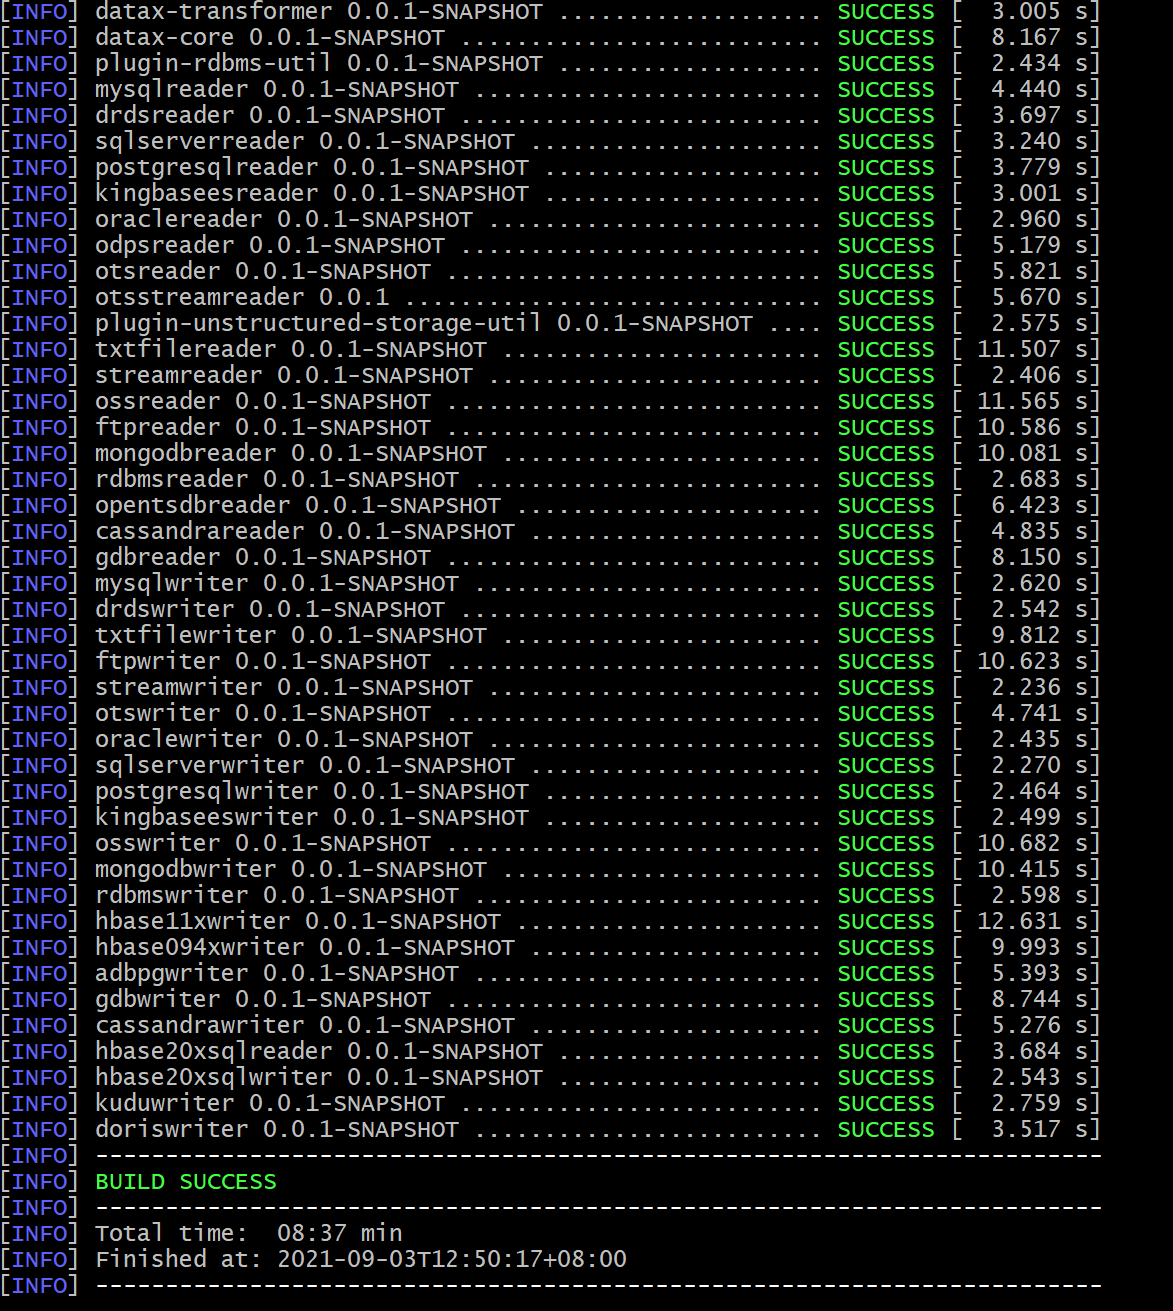 [INFO] datax-transformer 0.0.1-SNAPSHOT ................... SUCCESS [  3.005 s]
[INFO] datax-core 0.0.1-SNAPSHOT .......................... SUCCESS [  8.167 s]
[INFO] plugin-rdbms-util 0.0.1-SNAPSHOT ................... SUCCESS [  2.434 s]
[INFO] mysqlreader 0.0.1-SNAPSHOT ......................... SUCCESS [  4.440 s]
[INFO] drdsreader 0.0.1-SNAPSHOT .......................... SUCCESS [  3.697 s]
[INFO] sqlserverreader 0.0.1-SNAPSHOT ..................... SUCCESS [  3.240 s]
[INFO] postgresqlreader 0.0.1-SNAPSHOT .................... SUCCESS [  3.779 s]
[INFO] kingbaseesreader 0.0.1-SNAPSHOT .................... SUCCESS [  3.001 s]
[INFO] oraclereader 0.0.1-SNAPSHOT ........................ SUCCESS [  2.960 s]
[INFO] odpsreader 0.0.1-SNAPSHOT .......................... SUCCESS [  5.179 s]
[INFO] otsreader 0.0.1-SNAPSHOT ........................... SUCCESS [  5.821 s]
[INFO] otsstreamreader 0.0.1 .............................. SUCCESS [  5.670 s]
[INFO] plugin-unstructured-storage-util 0.0.1-SNAPSHOT .... SUCCESS [  2.575 s]
[INFO] txtfilereader 0.0.1-SNAPSHOT ....................... SUCCESS [ 11.507 s]
[INFO] streamreader 0.0.1-SNAPSHOT ........................ SUCCESS [  2.406 s]
[INFO] ossreader 0.0.1-SNAPSHOT ........................... SUCCESS [ 11.565 s]
[INFO] ftpreader 0.0.1-SNAPSHOT ........................... SUCCESS [ 10.586 s]
[INFO] mongodbreader 0.0.1-SNAPSHOT ....................... SUCCESS [ 10.081 s]
[INFO] rdbmsreader 0.0.1-SNAPSHOT ......................... SUCCESS [  2.683 s]
[INFO] opentsdbreader 0.0.1-SNAPSHOT ...................... SUCCESS [  6.423 s]
[INFO] cassandrareader 0.0.1-SNAPSHOT ..................... SUCCESS [  4.835 s]
[INFO] gdbreader 0.0.1-SNAPSHOT ........................... SUCCESS [  8.150 s]
[INFO] mysqlwriter 0.0.1-SNAPSHOT ......................... SUCCESS [  2.620 s]
[INFO] drdswriter 0.0.1-SNAPSHOT .......................... SUCCESS [  2.542 s]
[INFO] txtfilewriter 0.0.1-SNAPSHOT ....................... SUCCESS [  9.812 s]
[INFO] ftpwriter 0.0.1-SNAPSHOT ........................... SUCCESS [ 10.623 s]
[INFO] streamwriter 0.0.1-SNAPSHOT ........................ SUCCESS [  2.236 s]
[INFO] otswriter 0.0.1-SNAPSHOT ........................... SUCCESS [  4.741 s]
[INFO] oraclewriter 0.0.1-SNAPSHOT ........................ SUCCESS [  2.435 s]
[INFO] sqlserverwriter 0.0.1-SNAPSHOT ..................... SUCCESS [  2.270 s]
[INFO] postgresqlwriter 0.0.1-SNAPSHOT .................... SUCCESS [  2.464 s]
[INFO] kingbaseeswriter 0.0.1-SNAPSHOT .................... SUCCESS [  2.499 s]
[INFO] osswriter 0.0.1-SNAPSHOT ........................... SUCCESS [ 10.682 s]
[INFO] mongodbwriter 0.0.1-SNAPSHOT ....................... SUCCESS [ 10.415 s]
[INFO] rdbmswriter 0.0.1-SNAPSHOT ......................... SUCCESS [  2.598 s]
[INFO] hbase11xwriter 0.0.1-SNAPSHOT ...................... SUCCESS [ 12.631 s]
[INFO] hbase094xwriter 0.0.1-SNAPSHOT ..................... SUCCESS [  9.993 s]
[INFO] adbpgwriter 0.0.1-SNAPSHOT ......................... SUCCESS [  5.393 s]
[INFO] gdbwriter 0.0.1-SNAPSHOT ........................... SUCCESS [  8.744 s]
[INFO] cassandrawriter 0.0.1-SNAPSHOT ..................... SUCCESS [  5.276 s]
[INFO] hbase20xsqlreader 0.0.1-SNAPSHOT ................... SUCCESS [  3.684 s]
[INFO] hbase20xsqlwriter 0.0.1-SNAPSHOT ................... SUCCESS [  2.543 s]
[INFO] kuduwriter 0.0.1-SNAPSHOT .......................... SUCCESS [  2.759 s]
[INFO] doriswriter 0.0.1-SNAPSHOT ......................... SUCCESS [  3.517 s]
[INFO] ------------------------------------------------------------------------
[INFO] BUILD SUCCESS
[INFO] ------------------------------------------------------------------------
[INFO] Total time:  08:37 min
[INFO] Finished at: 2021-09-03T12:50:17+08:00
[INFO] ------------------------------------------------------------------------